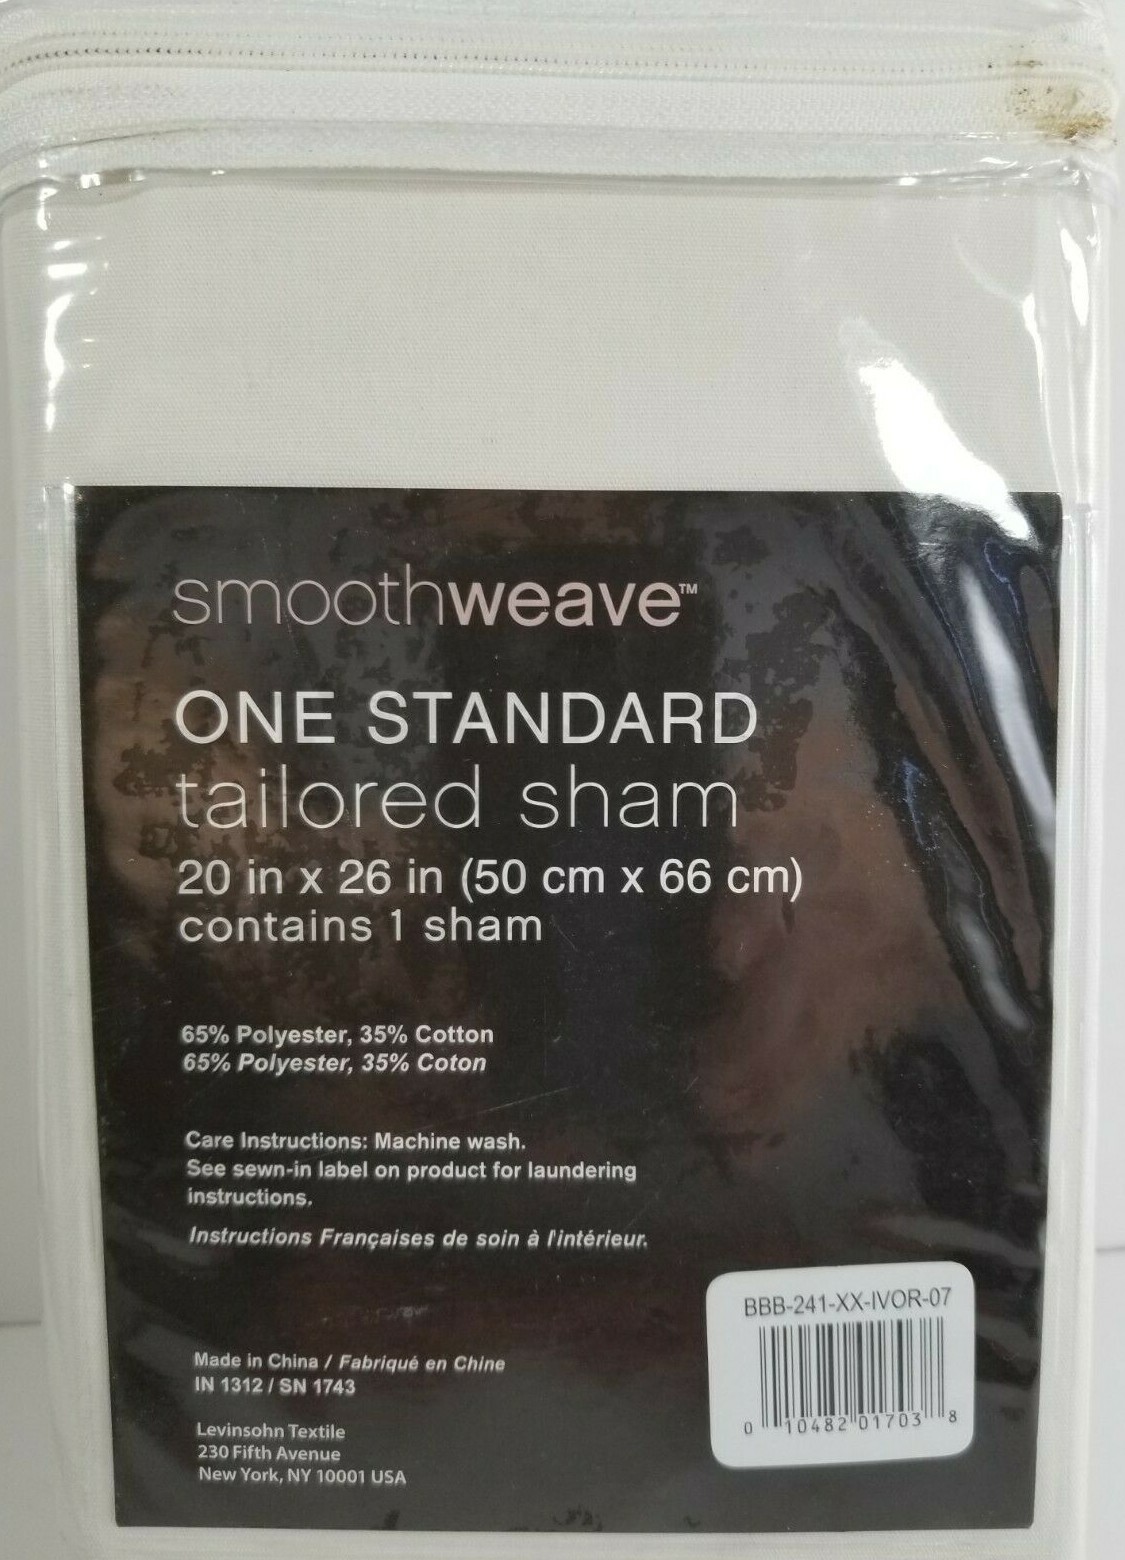 smoothweave™
ONE STANDARD
tailored sham
20 in x 26 in (50 cm x 66 cm)
contains 1 sham
65% Polyester, 35% Cotton
65% Polyester, 35% Coton
Care Instructions: Machine wash.
See sewn-in label on product for laundering
instructions.
Instructions Françaises de soin à l'intérieur.
Made in China / Fabriqué en Chine
IN 1312 / SN 1743
Levinsohn Textile
230 Fifth Avenue
New York, NY 10001 USA
BBB-241-XX-IVOR-07
0 10482 01703 8